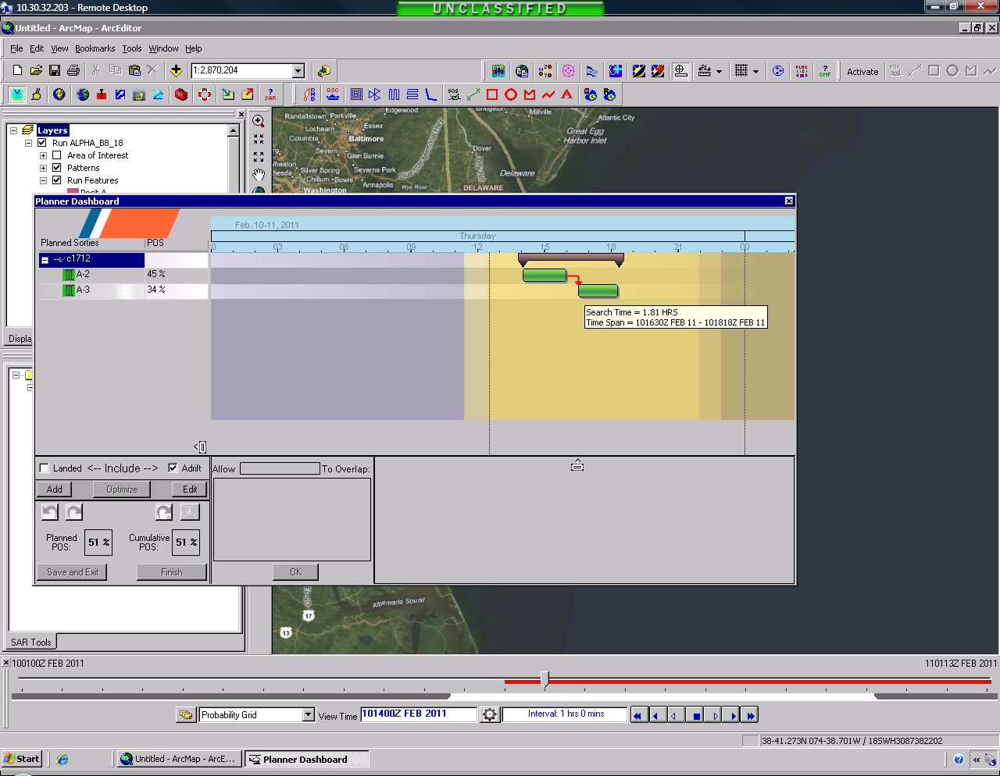 10.30.32.203 - Remote Desktop
UNCLASSIFIED
Untitled - ArcMap - ArcEditor
File Edit View Bookmarks Tools Window Help
1:2,870,204
Activate
Layers
Run ALPHA_B8_18
Area of Interest
Patterns
Run Features
Randallstown Parkville Edgewood
Lochearn Essex
Columbia Baltimore
Severn Glen Burnie
Silver Spring Severna Park
Chillum Bowie Annapolis
Washington
Wye River
Blue Star Memorial Hwy
Dover
Delaware
DELAWARE
Millville
Atlantic City
Great Egg
Harbor Inlet
Planner Dashboard
Feb. 10-11, 2011
Thursday
Planned Sorties POS
0 03 06 09 12 15 18 21 00
c1712
A-2 45 %
A-3 34 %
Search Time = 1.81 HRS
Time Span = 101630Z FEB 11 - 101818Z FEB 11
Displa
Landed <-- Include --> Adrift
Allow To Overlap:
Add Optimize Edit
Planned
POS:
51 %
Cumulative
POS:
51 %
Save and Exit Finish
OK
Albemarle Sound
17
13
SAR Tools
100100Z FEB 2011
110113Z FEB 2011
Probability Grid View Time 101400Z FEB 2011 Interval: 1 hrs 0 mins
38-41.273N 074-38.701W / 18SWH3087382202
Start Untitled - ArcMap - ArcE... Planner Dashboard